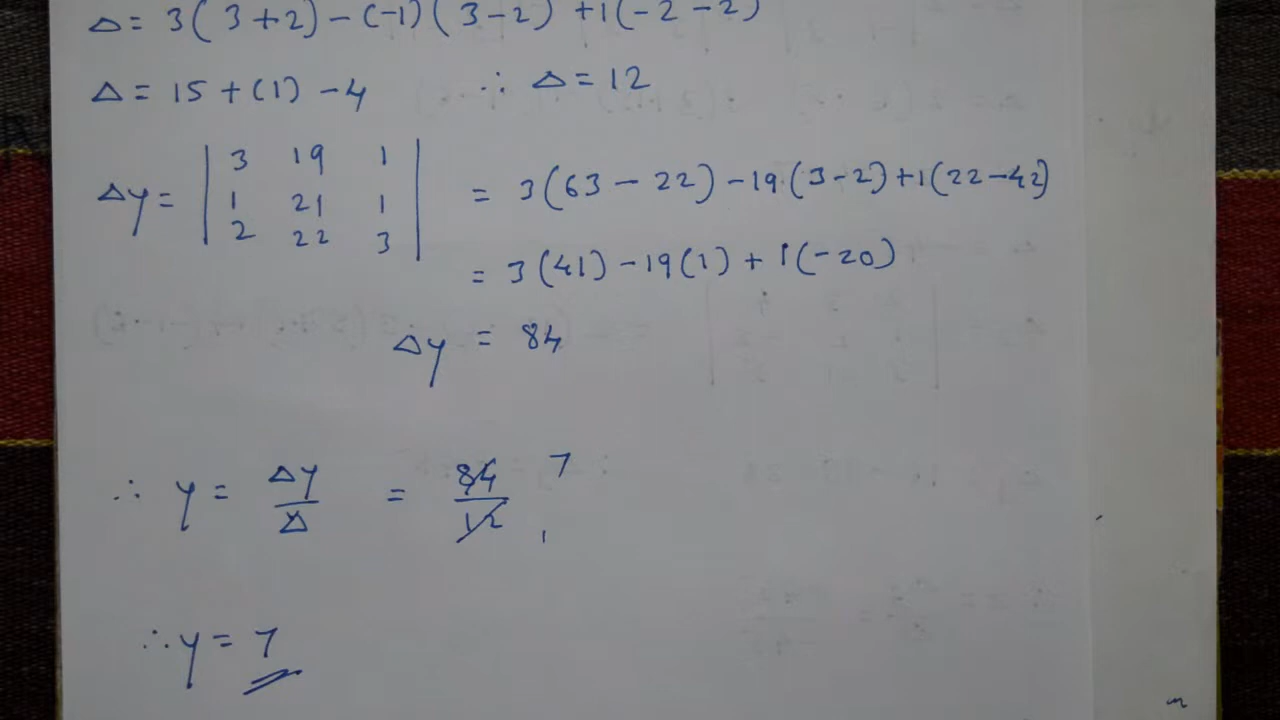 Δ = 3(3+2) - (-1)(3-2) + 1(-2-2)
Δ = 15 + (1) - 4 ∴ Δ = 12
Δy = | 3 19 1 | = 3(63 - 22) - 19.(3-2) + 1(22-42)
| 1 21 1 |
| 2 22 3 |
= 3(41) - 19(1) + 1(-20)
Δy = 84
∴ y = Δy/Δ = 84/12 7 1
∴ y = 7